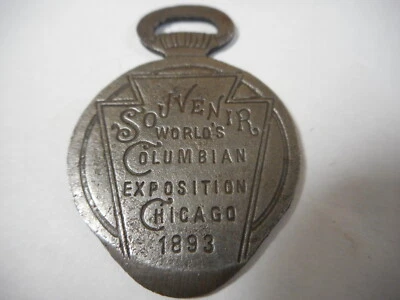 SOUVENIR
WORLD'S
COLUMBIAN
EXPOSITION
CHICAGO
1893